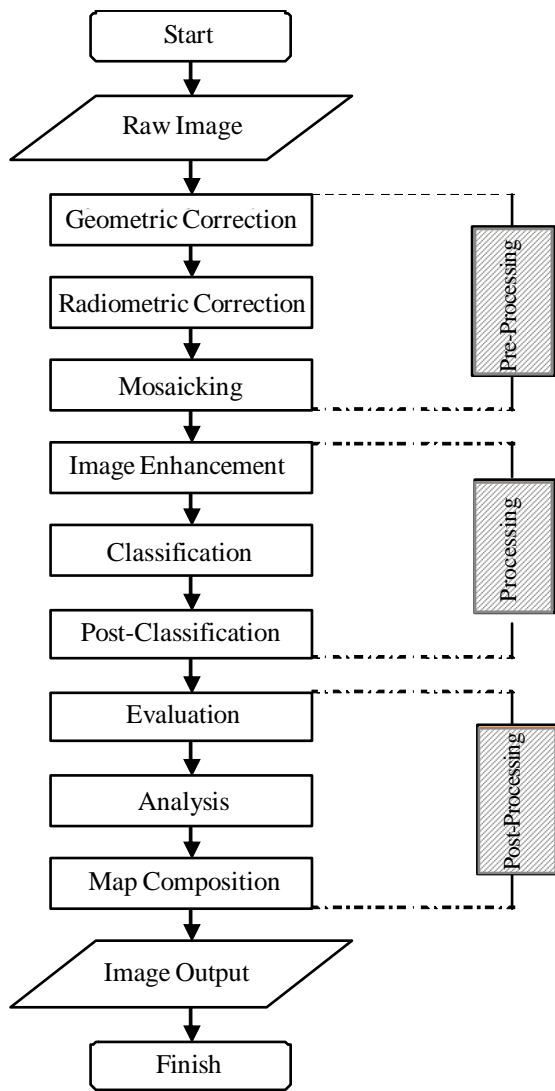 Start
Raw Image
Geometric Correction
Radiometric Correction
Mosaicking
Pre-Processing
Image Enhancement
Classification
Post-Classification
Processing
Evaluation
Analysis
Map Composition
Post-Processing
Image Output
Finish